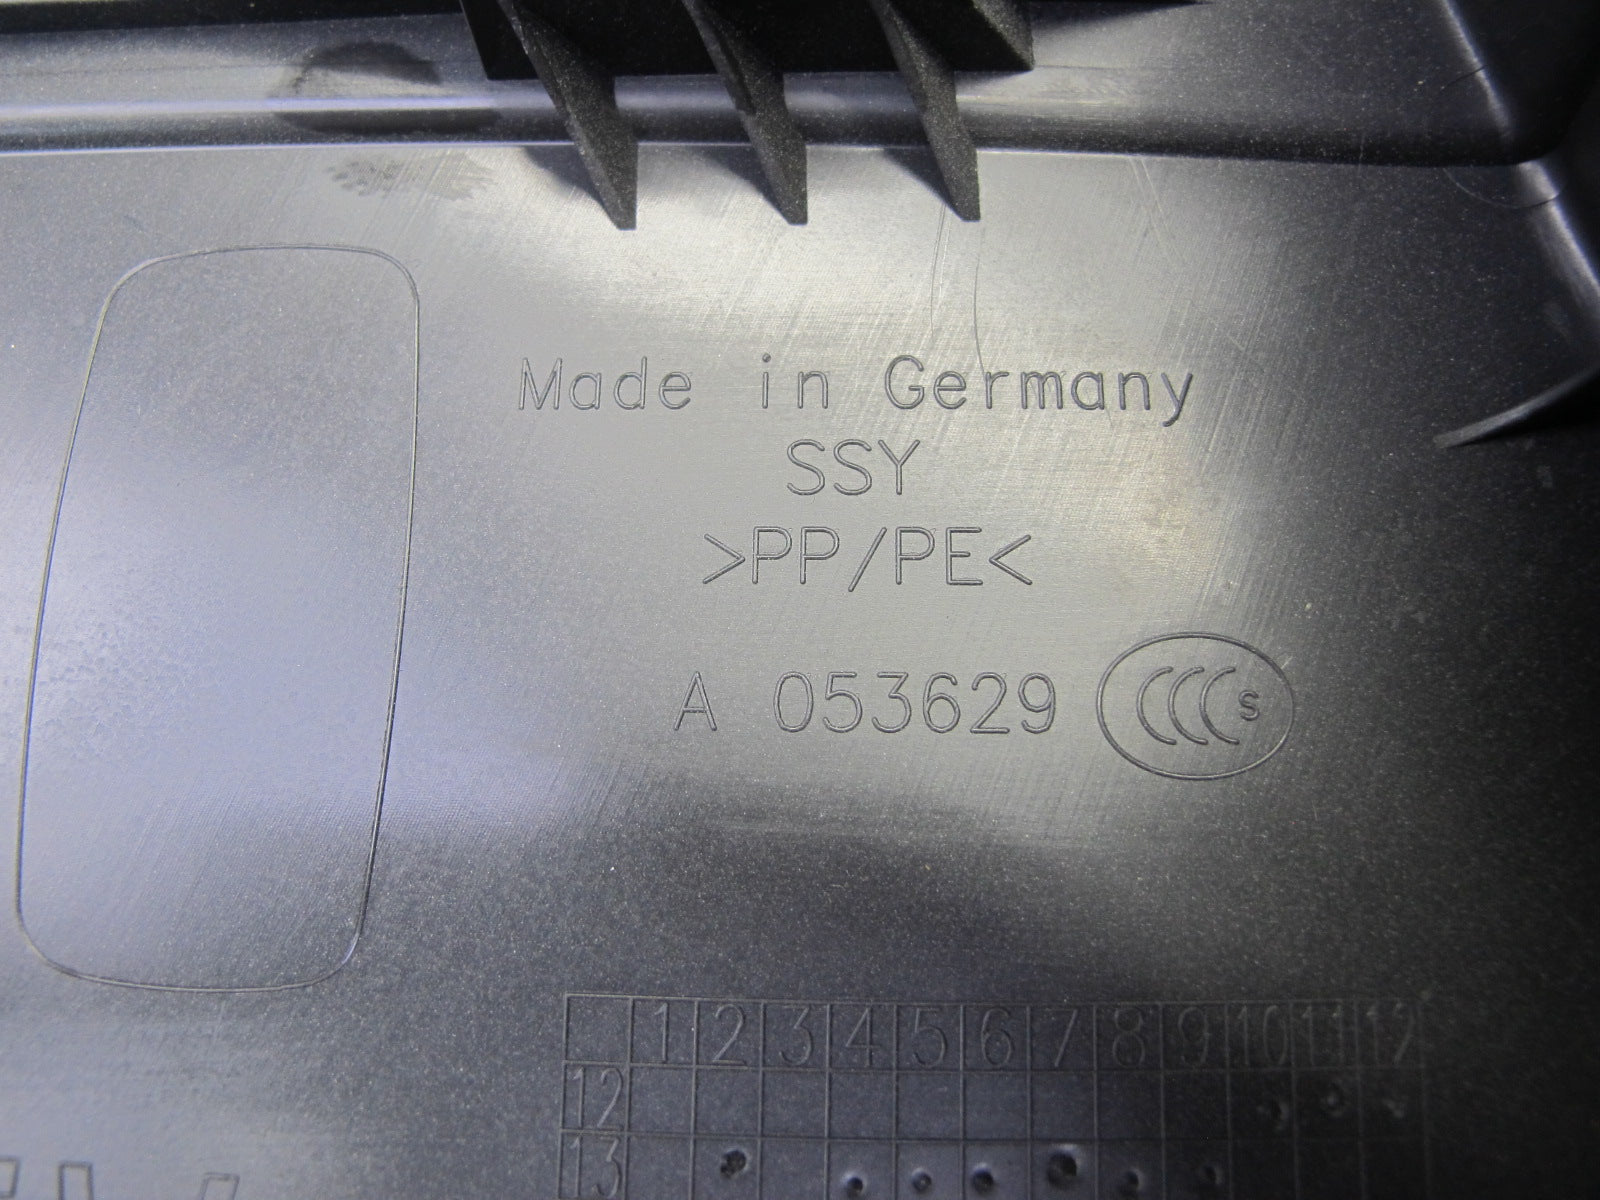 Made in Germany
SSY
>PP/PE<
A 053629 CCC S
1 2 3 4 5 6 7 8 9 10 11 12
12
13